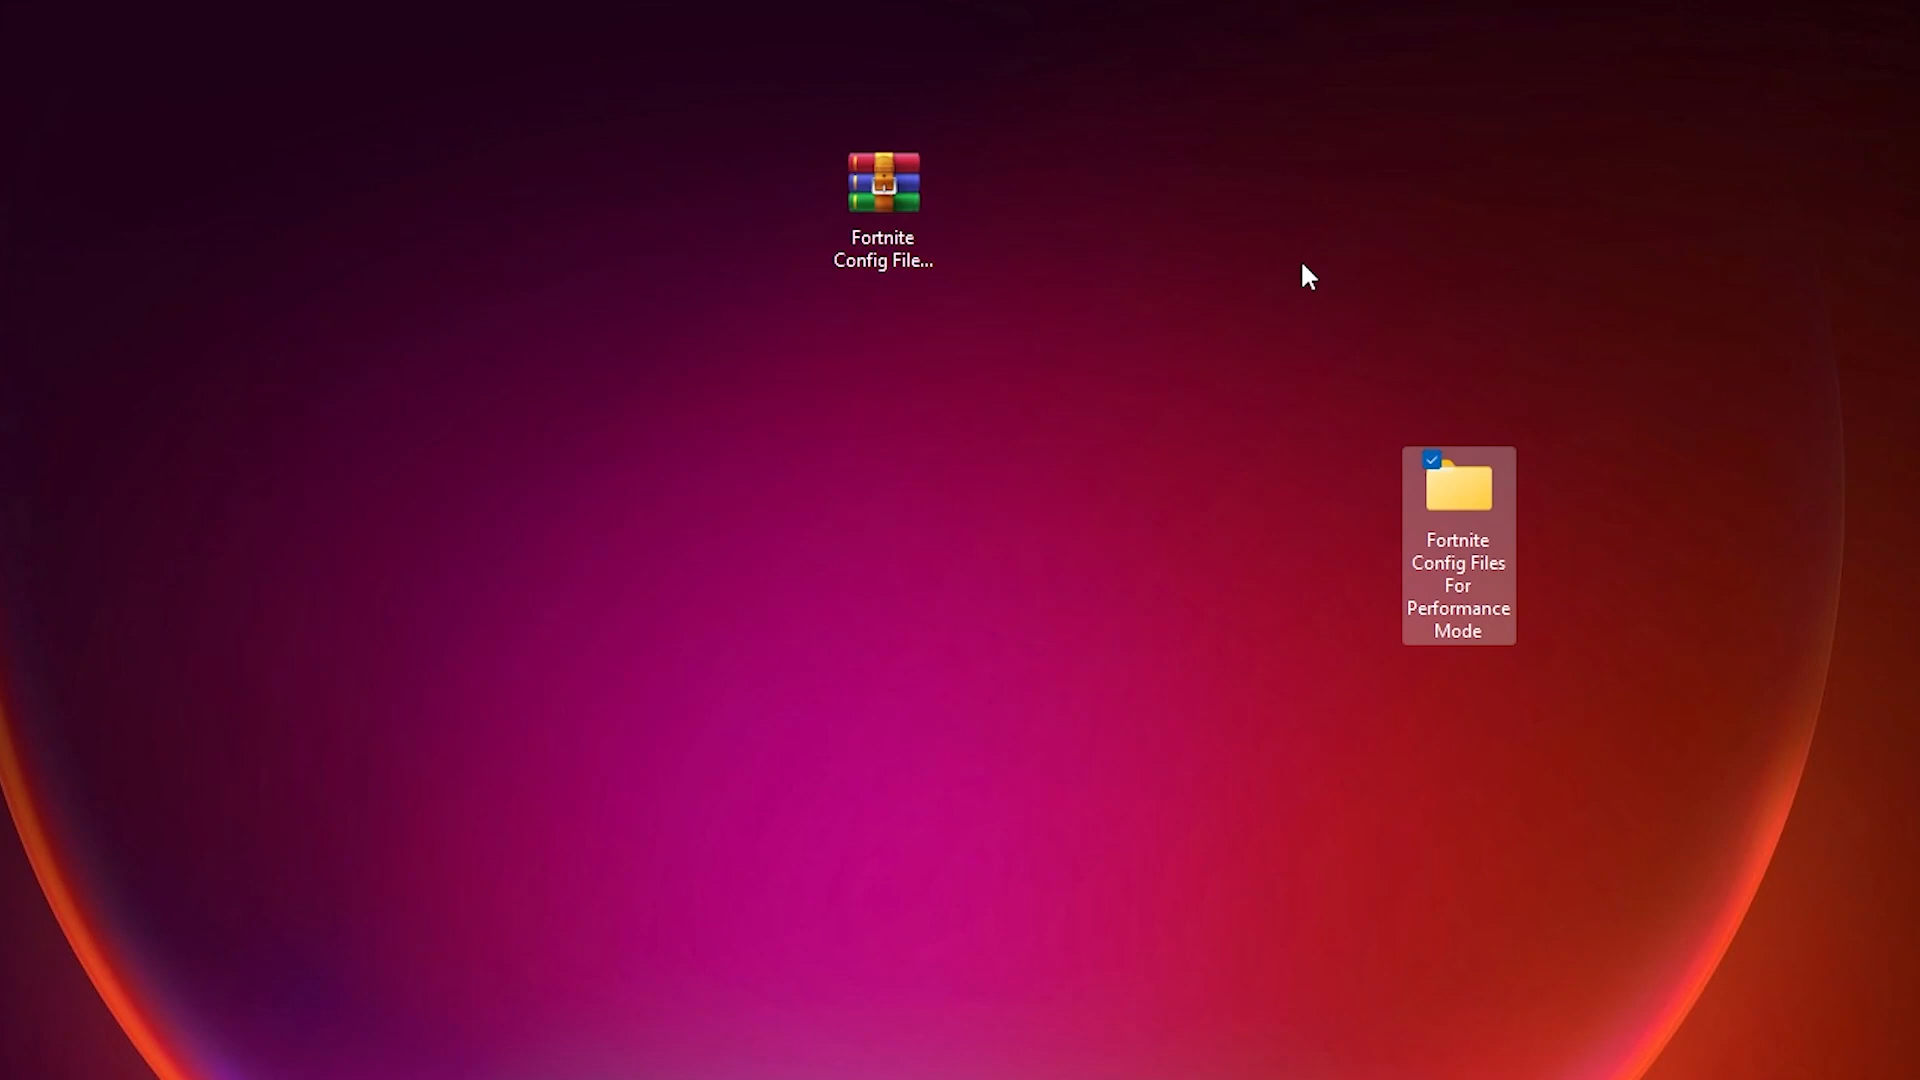 Fortnite
Config File...
Fortnite
Config Files
For
Performance
Mode